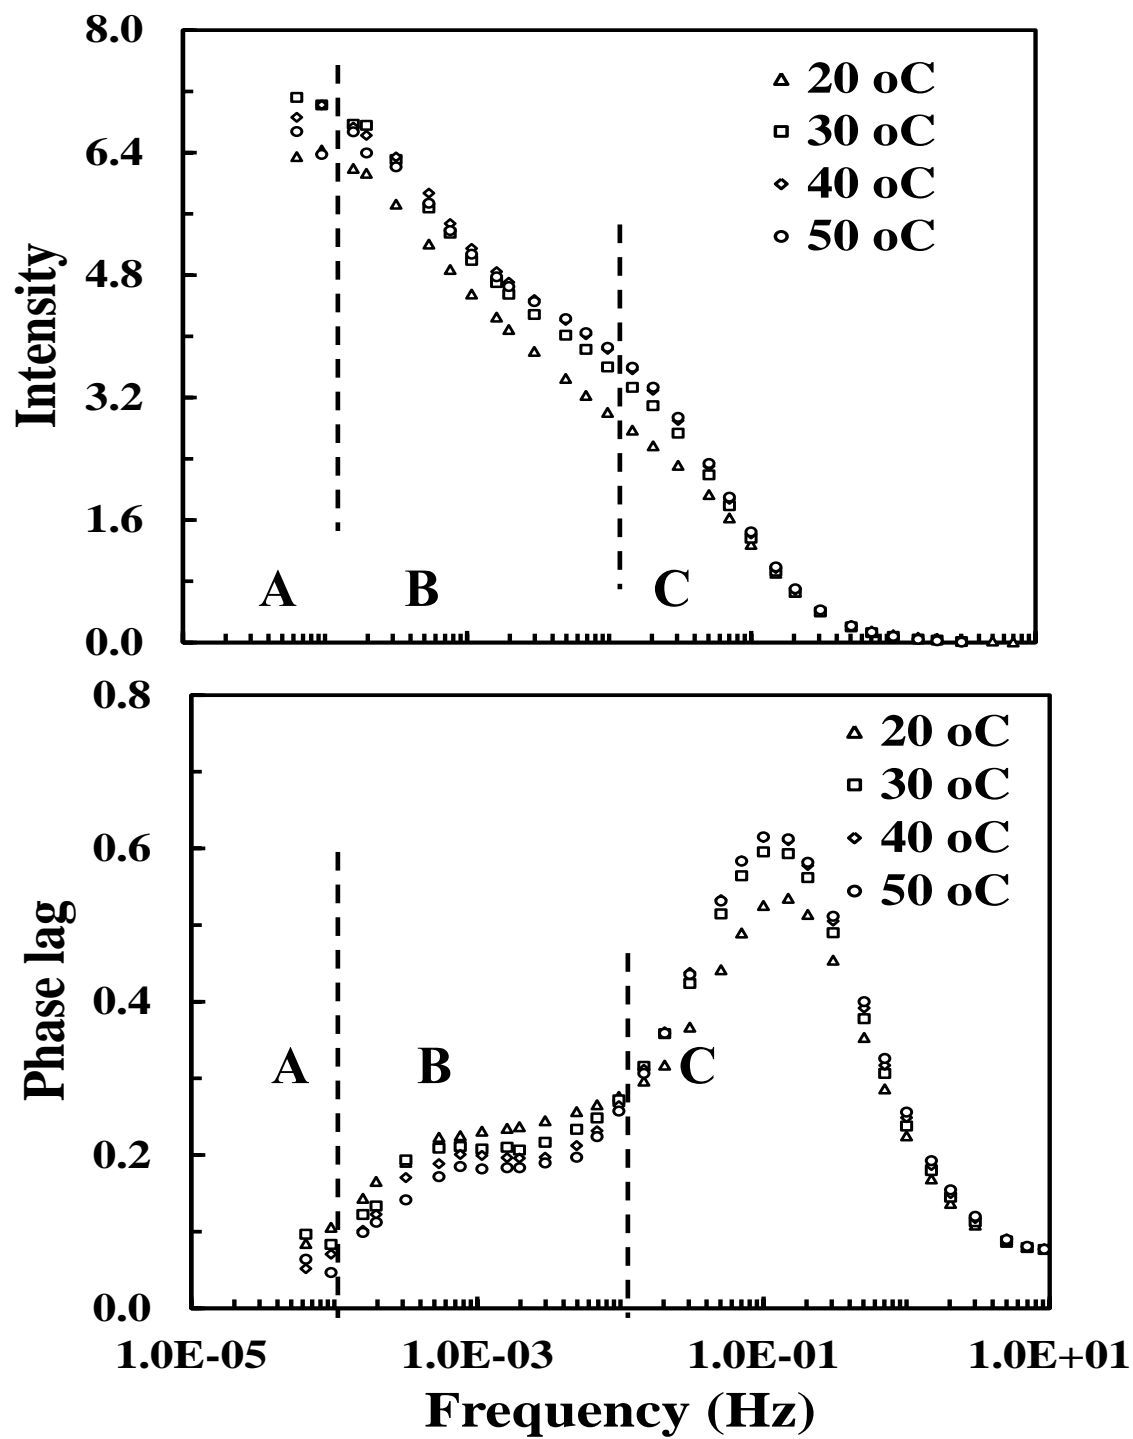 8.0
20 oC
30 oC
6.4
40 oC
50 oC
4.8
Intensity
3.2
1.6
A B C
0.0
0.8
20 oC
30 oC
0.6
40 oC
50 oC
Phase lag
0.4
A B C
0.2
0.0
1.0E-05 1.0E-03 1.0E-01 1.0E+01
Frequency (Hz)